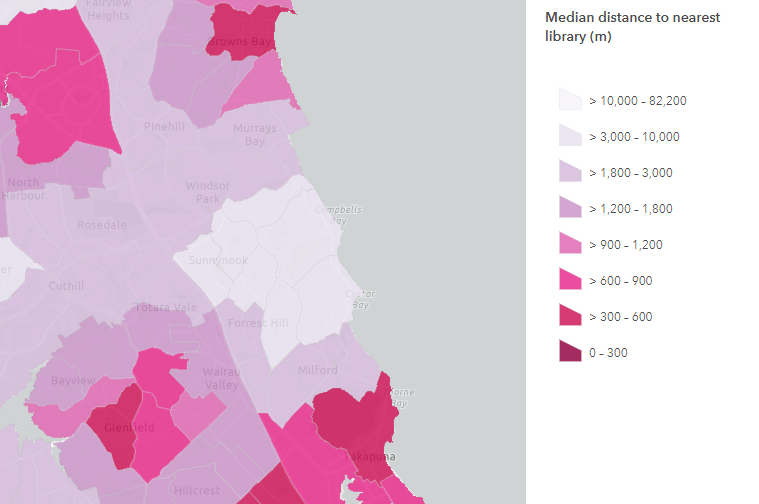 Fairview
Heights
Browns Bay
Pinehill
Murrays
Bay
North
Harbour
Windsor
Park
Campbells
Bay
Rosedale
Sunnynook
er
Cuthill
Castor
Bay
Totara Vale
Forrest Hill
Wairau
Valley
Milford
Bayview
Glenfield
Takapuna
Hillcrest
Median distance to nearest
library (m)
> 10,000 – 82,200
> 3,000 – 10,000
> 1,800 – 3,000
> 1,200 – 1,800
> 900 – 1,200
> 600 – 900
> 300 – 600
0 – 300